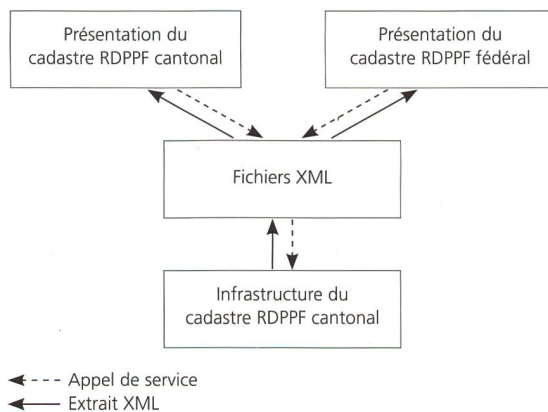 Présentation du
cadastre RDPPF cantonal
Présentation du
cadastre RDPPF fédéral
Fichiers XML
Infrastructure du
cadastre RDPPF cantonal
Appel de service
Extrait XML